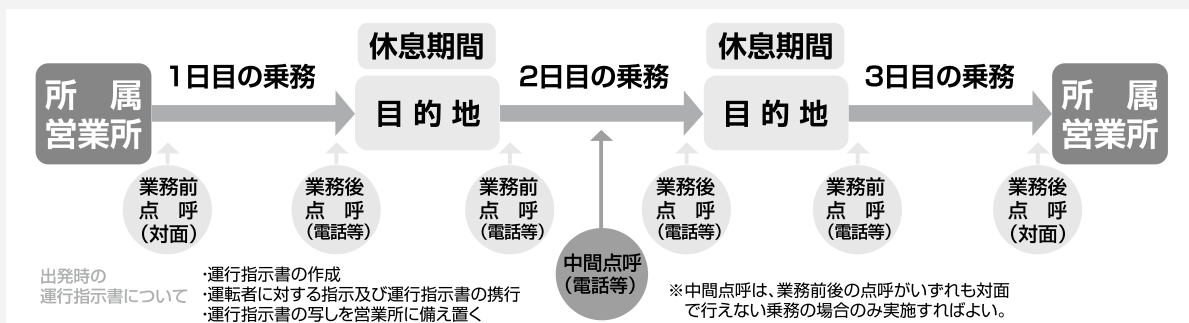 休息期間
休息期間
1日目の乗務
2日目の乗務
3日目の乗務
所　属
営業所
目 的 地
目 的 地
所　属
営業所
業務前
点　呼
（対面）
業務後
点　呼
（電話等）
業務前
点　呼
（電話等）
業務後
点　呼
（電話等）
業務前
点　呼
（電話等）
業務後
点　呼
（対面）
中間点呼
（電話等）
出発時の
運行指示書について
・運行指示書の作成
・運転者に対する指示及び運行指示書の携行
・運行指示書の写しを営業所に備え置く
※中間点呼は、業務前後の点呼がいずれも対面
で行えない乗務の場合のみ実施すればよい。